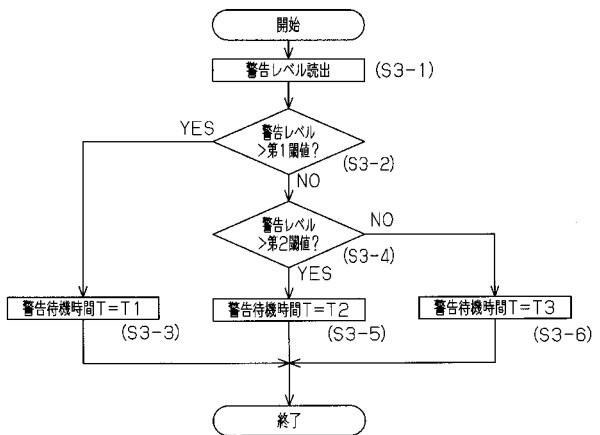 開始
警告レベル読出
(S3-1)
YES
警告レベル
>第1閾値?
(S3-2)
NO
警告レベル
>第2閾値?
NO
(S3-4)
YES
警告待機時間T=T1
(S3-3)
警告待機時間T=T2
(S3-5)
警告待機時間T=T3
(S3-6)
終了